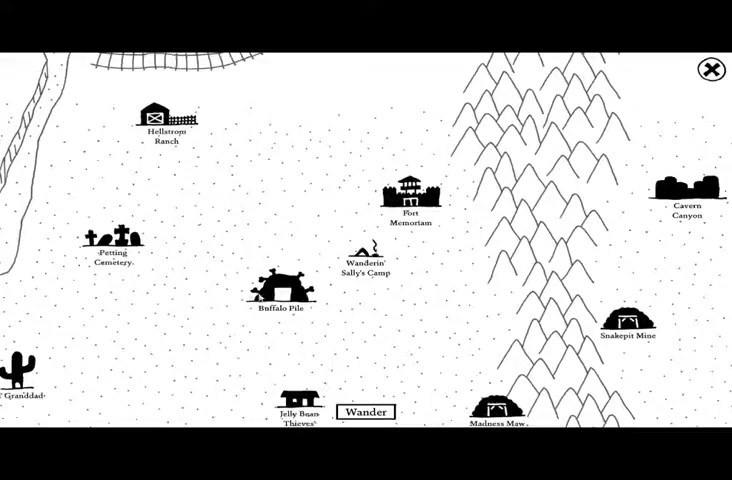 Hellstrom
Ranch
Fort
Memoriam
Cavern
Canyon
Petting
Cemetery
Wanderin'
Sally's Camp
Buffalo Pile
Snakepit Mine
' Granddad
Jelly Bean
Thieves'
Wander
Madness Maw